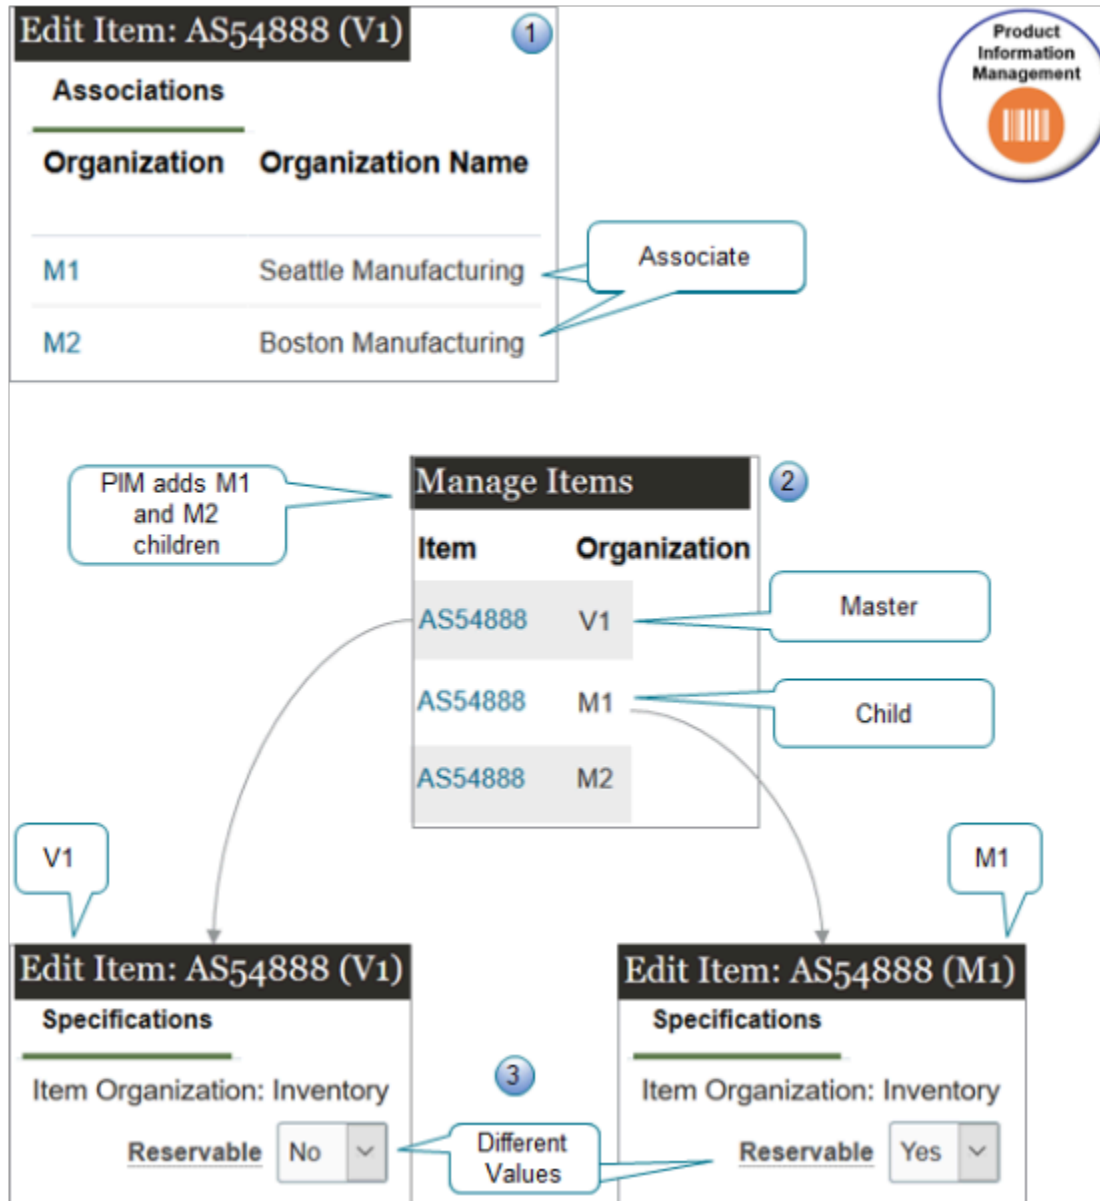 Edit Item: AS54888 (V1)
1
Product
Information
Management
Associations
Organization Organization Name
M1 Seattle Manufacturing
Associate
M2 Boston Manufacturing
PIM adds M1
and M2
children
Manage Items
2
Item Organization
AS54888 V1
Master
AS54888 M1
Child
AS54888 M2
V1
M1
Edit Item: AS54888 (V1)
Specifications
Item Organization: Inventory
Reservable No
3
Different
Values
Edit Item: AS54888 (M1)
Specifications
Item Organization: Inventory
Reservable Yes